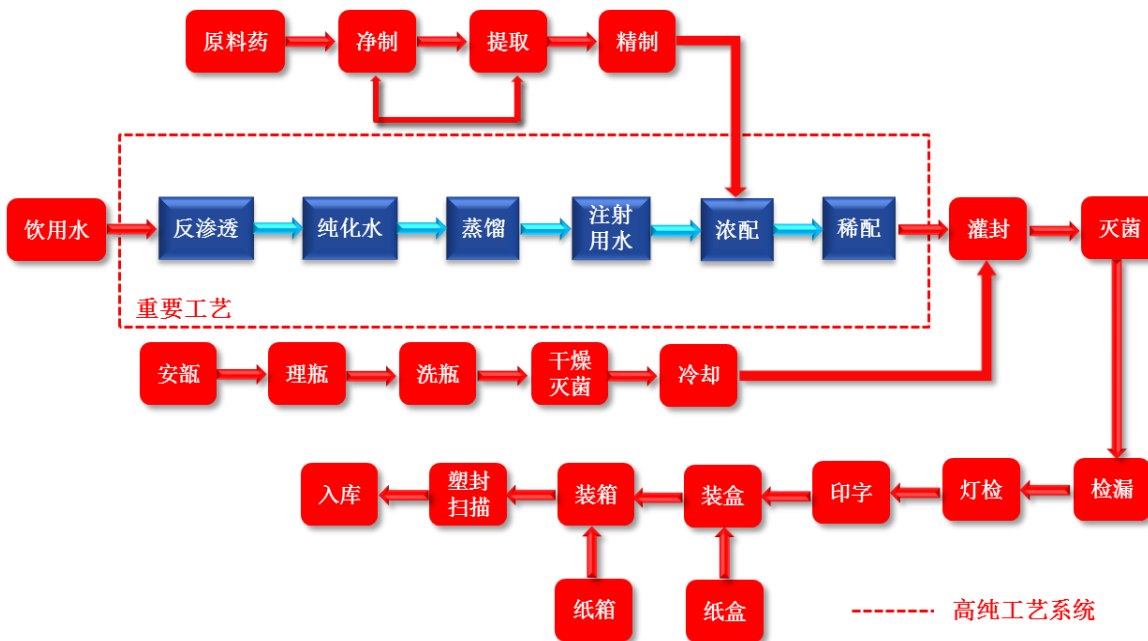 原料药
净制
提取
精制
饮用水
反渗透
纯化水
蒸馏
注射
用水
浓配
稀配
灌封
灭菌
重要工艺
安瓿
理瓶
洗瓶
干燥
灭菌
冷却
入库
塑封
扫描
装箱
装盒
印字
灯检
检漏
纸箱
纸盒
高纯工艺系统